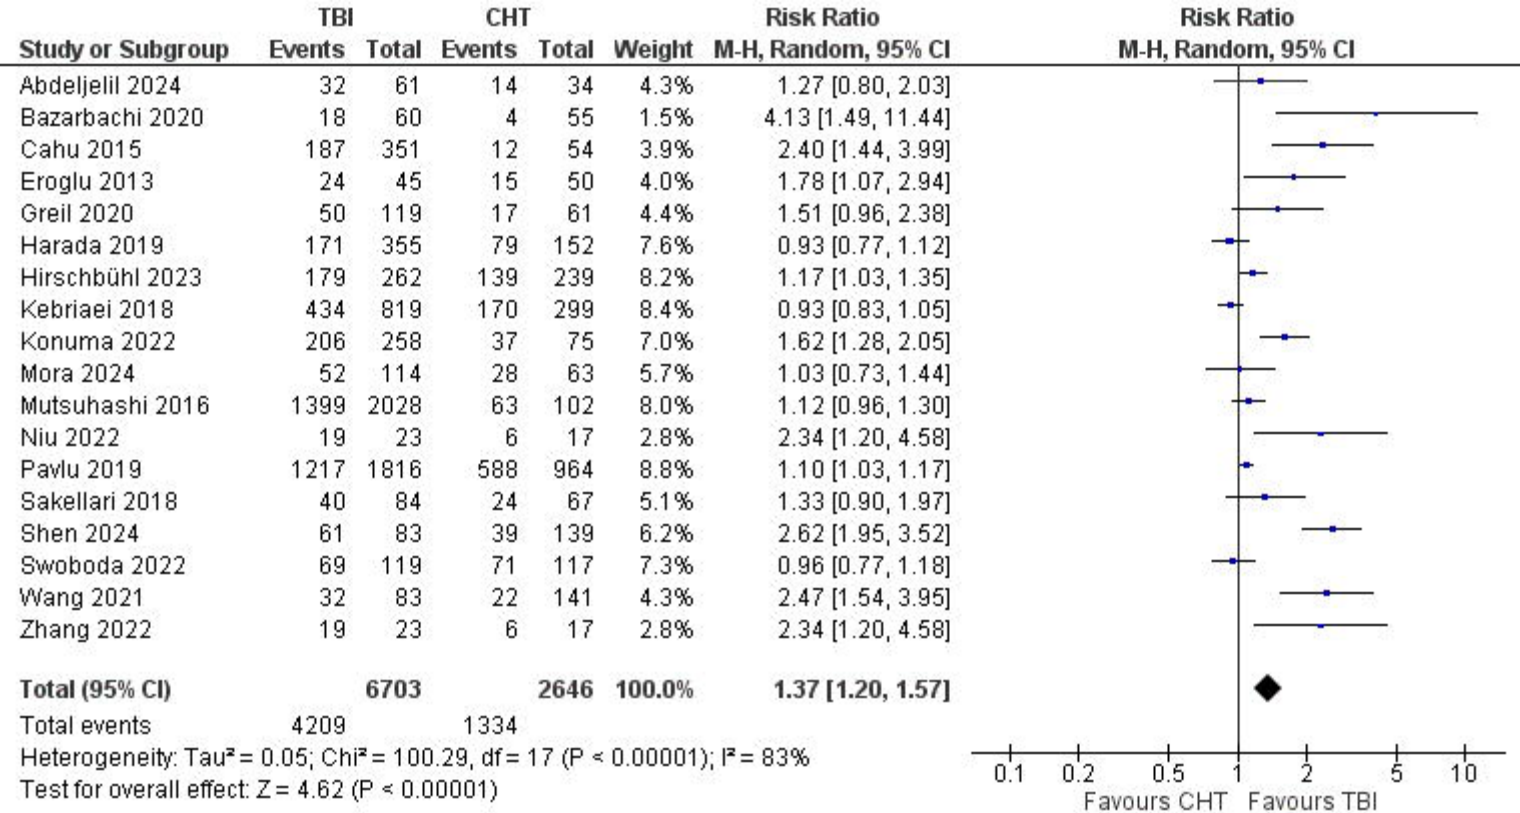 TBI CHT Risk Ratio Risk Ratio
Study or Subgroup Events Total Events Total Weight M-H, Random, 95% CI M-H, Random, 95% CI
Abdeljelil 2024 32 61 14 34 4.3% 1.27 [0.80, 2.03]
Bazarbachi 2020 18 60 4 55 1.5% 4.13 [1.49, 11.44]
Cahu 2015 187 351 12 54 3.9% 2.40 [1.44, 3.99]
Eroglu 2013 24 45 15 50 4.0% 1.78 [1.07, 2.94]
Greil 2020 50 119 17 61 4.4% 1.51 [0.96, 2.38]
Harada 2019 171 355 79 152 7.6% 0.93 [0.77, 1.12]
Hirschbühl 2023 179 262 139 239 8.2% 1.17 [1.03, 1.35]
Kebriaei 2018 434 819 170 299 8.4% 0.93 [0.83, 1.05]
Konuma 2022 206 258 37 75 7.0% 1.62 [1.28, 2.05]
Mora 2024 52 114 28 63 5.7% 1.03 [0.73, 1.44]
Mutsuhashi 2016 1399 2028 63 102 8.0% 1.12 [0.96, 1.30]
Niu 2022 19 23 6 17 2.8% 2.34 [1.20, 4.58]
Pavlu 2019 1217 1816 588 964 8.8% 1.10 [1.03, 1.17]
Sakellari 2018 40 84 24 67 5.1% 1.33 [0.90, 1.97]
Shen 2024 61 83 39 139 6.2% 2.62 [1.95, 3.52]
Swoboda 2022 69 119 71 117 7.3% 0.96 [0.77, 1.18]
Wang 2021 32 83 22 141 4.3% 2.47 [1.54, 3.95]
Zhang 2022 19 23 6 17 2.8% 2.34 [1.20, 4.58]
Total (95% CI) 6703 2646 100.0% 1.37 [1.20, 1.57]
Total events 4209 1334
Heterogeneity: Tau² = 0.05; Chi² = 100.29, df = 17 (P < 0.00001); I² = 83%
Test for overall effect: Z = 4.62 (P < 0.00001)
0.1 0.2 0.5 1 2 5 10
Favours CHT Favours TBI